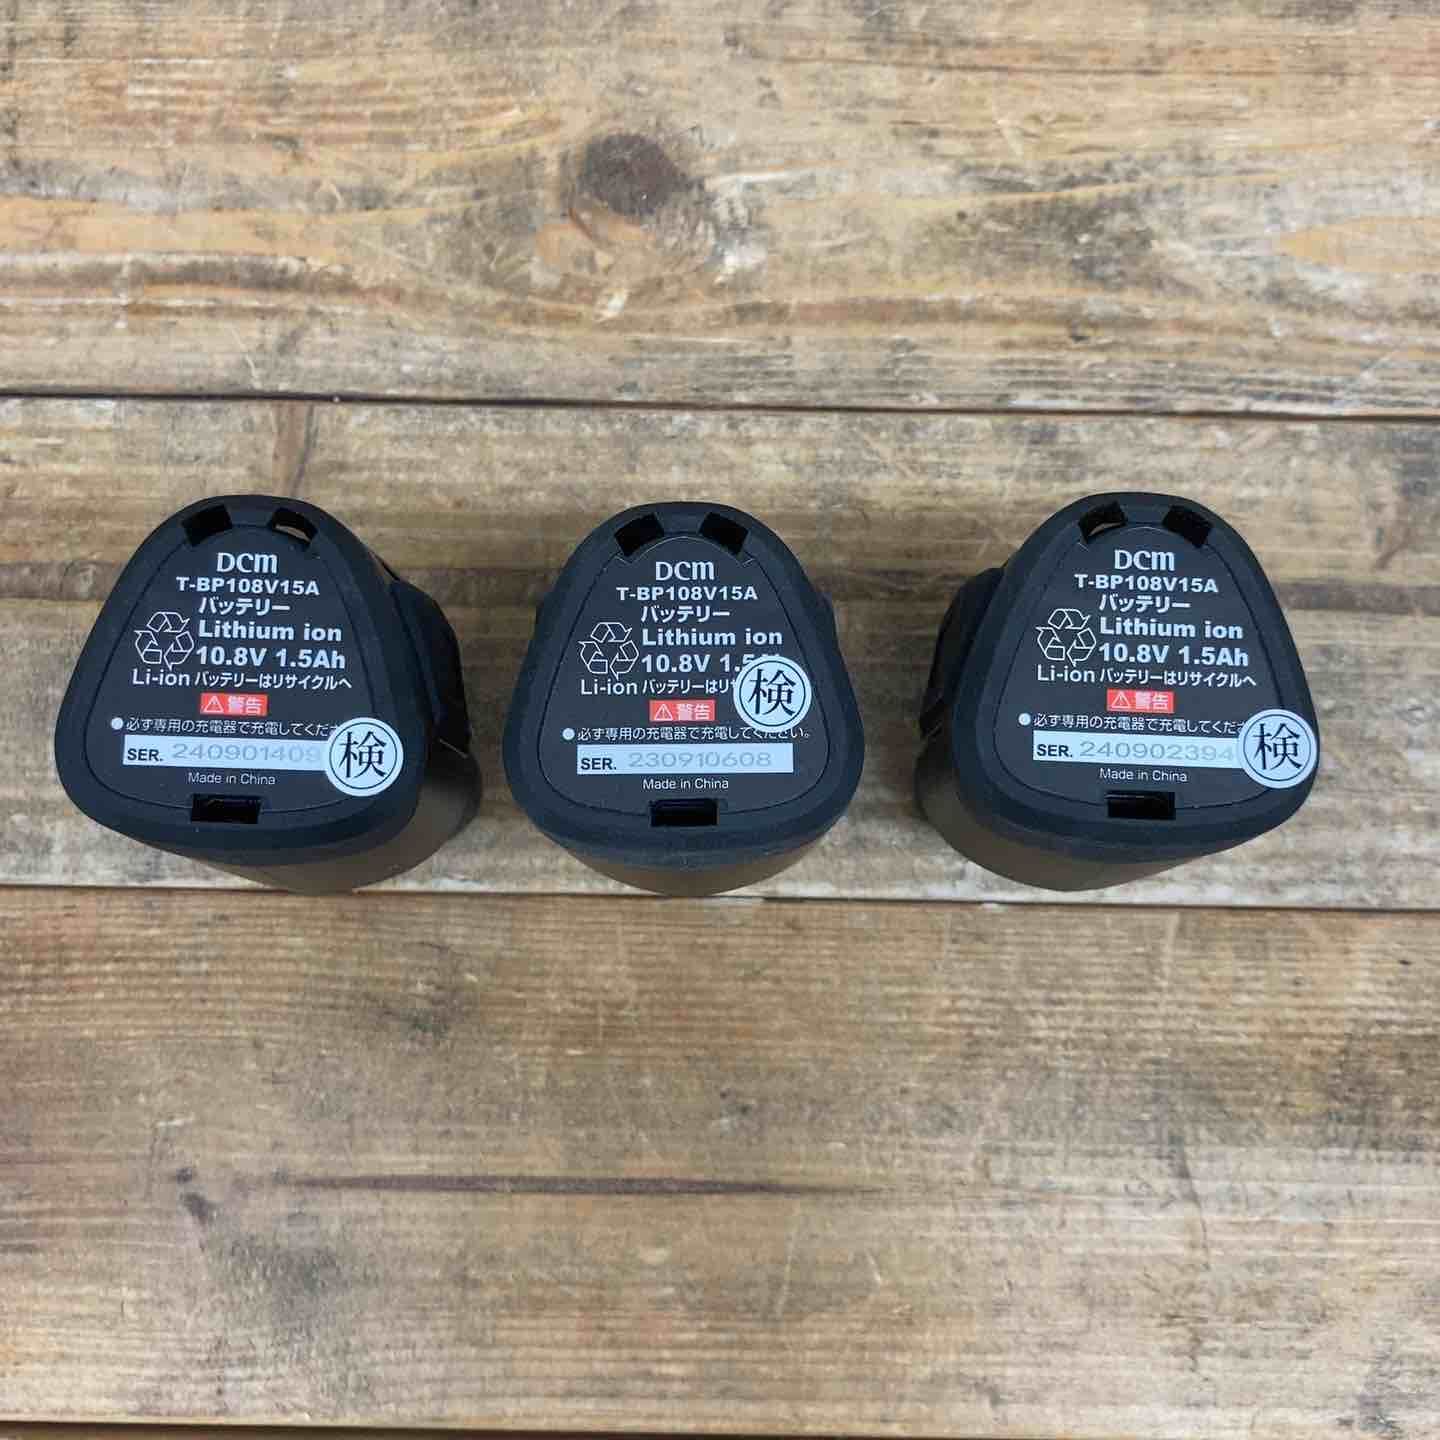 DCM
T-BP108V15A
バッテリー
Lithium ion
10.8V 1.5Ah
Li-ion バッテリーはリサイクルへ
警告
●必ず専用の充電器で充電してくださ
SER. 240901409
検
Made in China
DCM
T-BP108V15A
バッテリー
Lithium ion
10.8V
Li-ion バッテリーはリサ
検
警告
●必ず専用の充電器で充電してください。
SER. 230910608
Made in China
DCM
T-BP108V15A
バッテリー
Lithium ion
10.8V 1.5Ah
Li-ion バッテリーはリサイクルへ
警告
●必ず専用の充電器で充電してくださ
SER. 240902394
検
Made in China